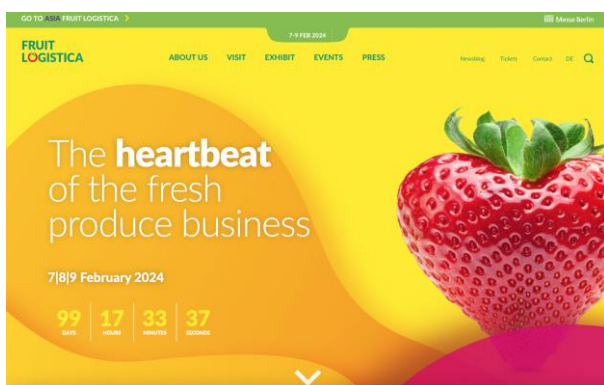 GO TO ASIA FRUIT LOGISTICA >
Messe Berlin
7-9 FEB 2024
FRUIT
LOGISTICA
ABOUT US VISIT EXHIBIT EVENTS PRESS
Newsblog Tickets Contact DE
The heartbeat
of the fresh
produce business
7|8|9 February 2024
99 17 33 37
DAYS HOURS MINUTES SECONDS